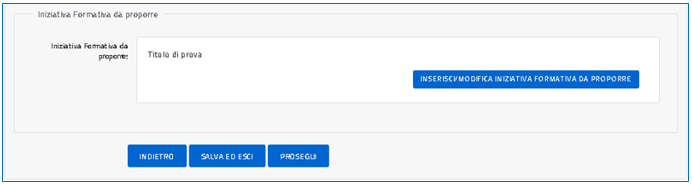 Iniziativa Formativa da proporre
Iniziativa Formativa da
proporre:
Titolo di prova
INSERISCI/MODIFICA INIZIATIVA FORMATIVA DA PROPORRE
INDIETRO SALVA ED ESCI PROSEGUI